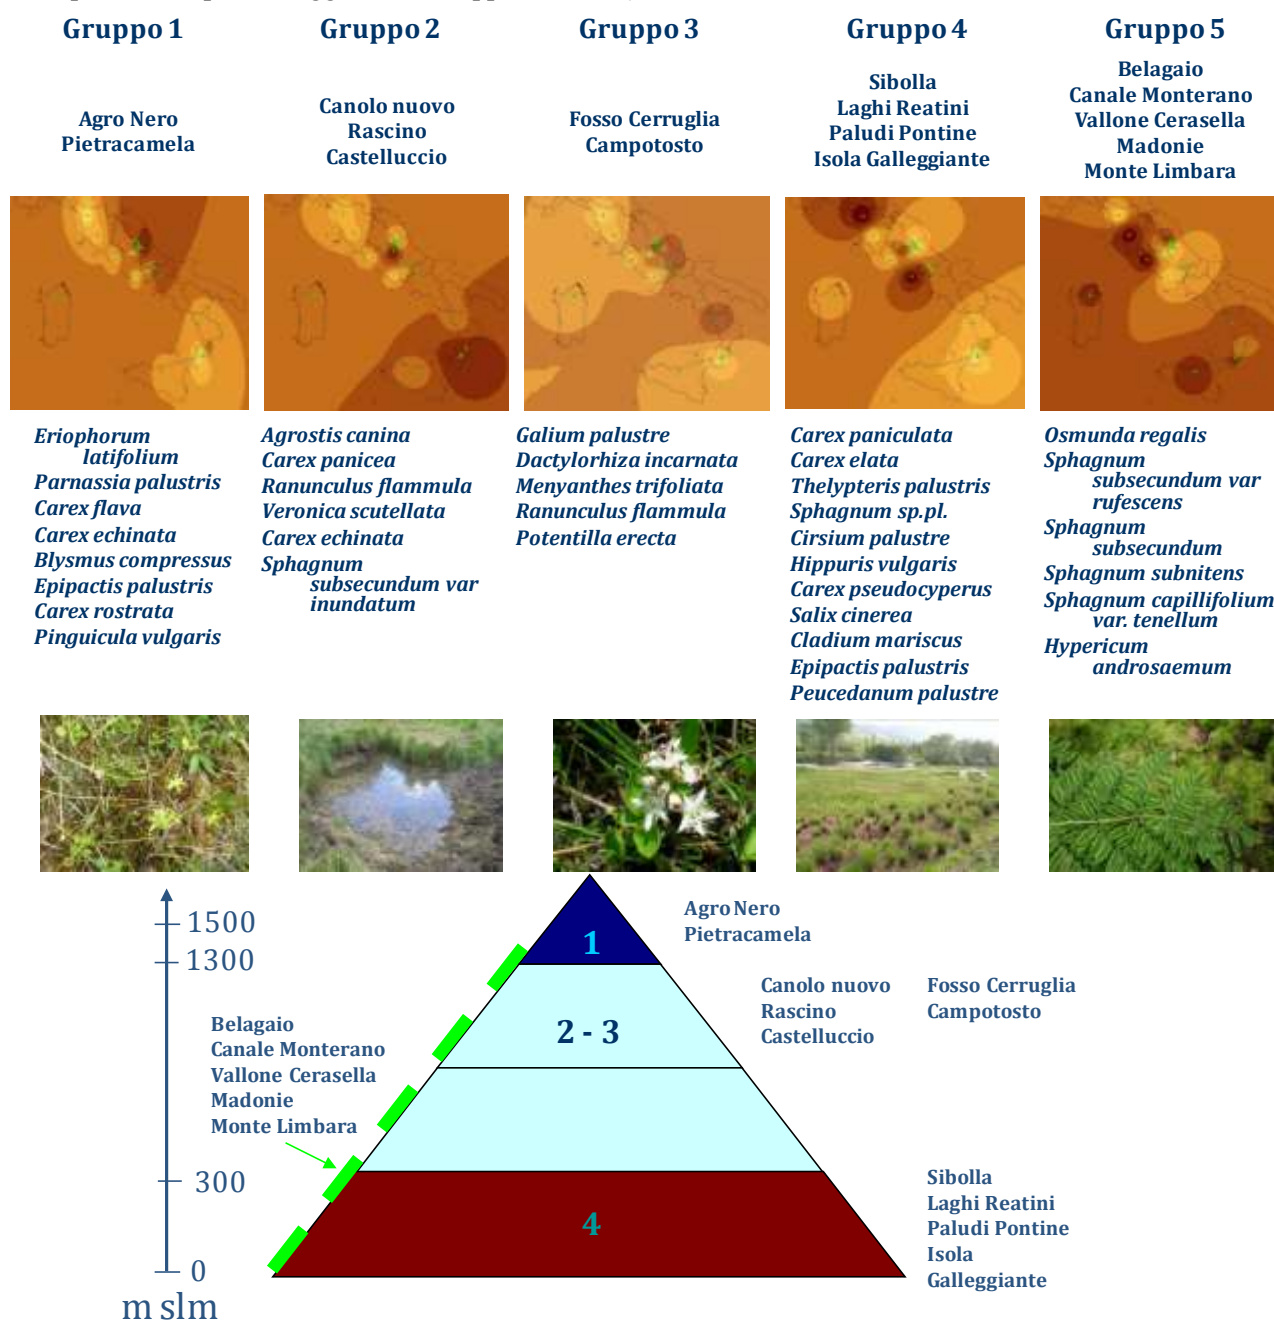 Gruppo 1
Gruppo 2
Gruppo 3
Gruppo 4
Gruppo 5
Agro Nero
Pietracamela
Canolo nuovo
Rascino
Castelluccio
Fosso Cerruglia
Campotosto
Sibolla
Laghi Reatini
Paludi Pontine
Isola Galleggiante
Belagaio
Canale Monterano
Vallone Cerasella
Madonie
Monte Limbara
Eriophorum
latifolium
Parnassia palustris
Carex flava
Carex echinata
Blysmus compressus
Epipactis palustris
Carex rostrata
Pinguicula vulgaris
Agrostis canina
Carex panicea
Ranunculus flammula
Veronica scutellata
Carex echinata
Sphagnum
subsecundum var
inundatum
Galium palustre
Dactylorhiza incarnata
Menyanthes trifoliata
Ranunculus flammula
Potentilla erecta
Carex paniculata
Carex elata
Thelypteris palustris
Sphagnum sp.pl.
Cirsium palustre
Hippuris vulgaris
Carex pseudocyperus
Salix cinerea
Cladium mariscus
Epipactis palustris
Peucedanum palustre
Osmunda regalis
Sphagnum
subsecundum var
rufescens
Sphagnum
subsecundum
Sphagnum subnitens
Sphagnum capillifolium
var. tenellum
Hypericum
androsaemum
1500
1300
300
0
m slm
Belagaio
Canale Monterano
Vallone Cerasella
Madonie
Monte Limbara
1
2 - 3
4
Agro Nero
Pietracamela
Canolo nuovo
Rascino
Castelluccio
Fosso Cerruglia
Campotosto
Sibolla
Laghi Reatini
Paludi Pontine
Isola
Galleggiante